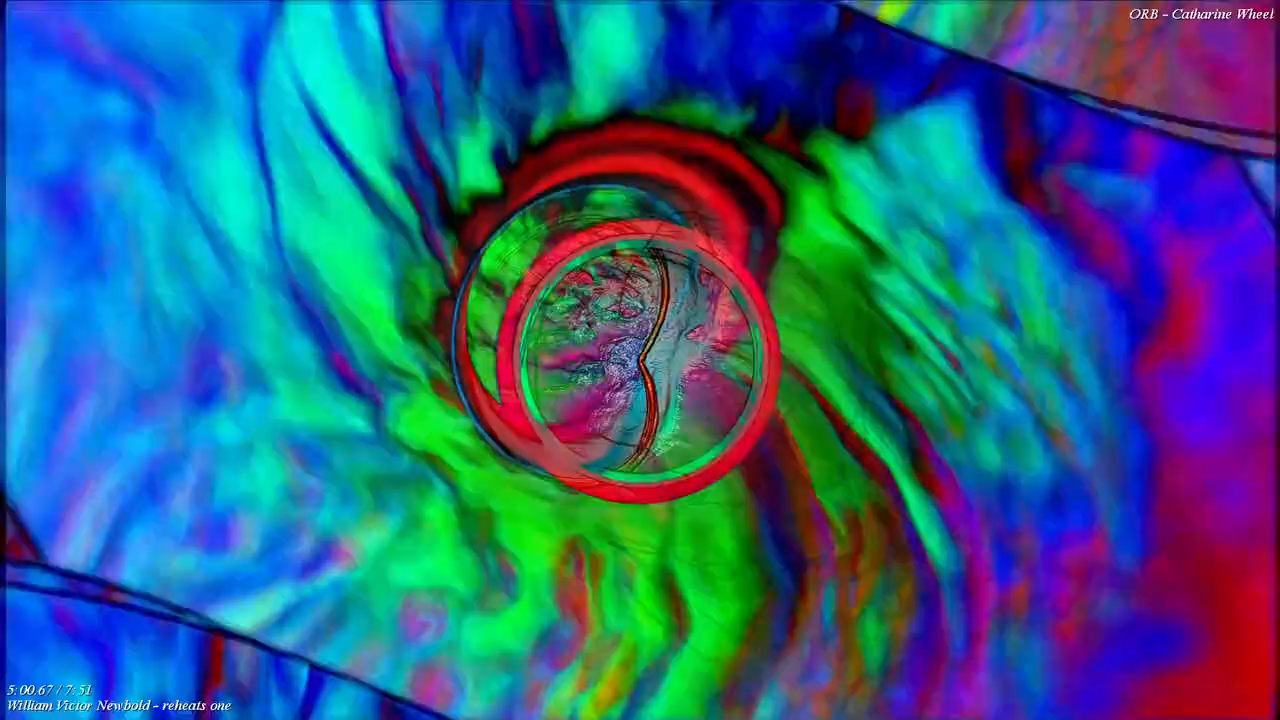 ORB - Catharine Wheel
5:00.67 / 7:51
William Victor Newbold - reheats one